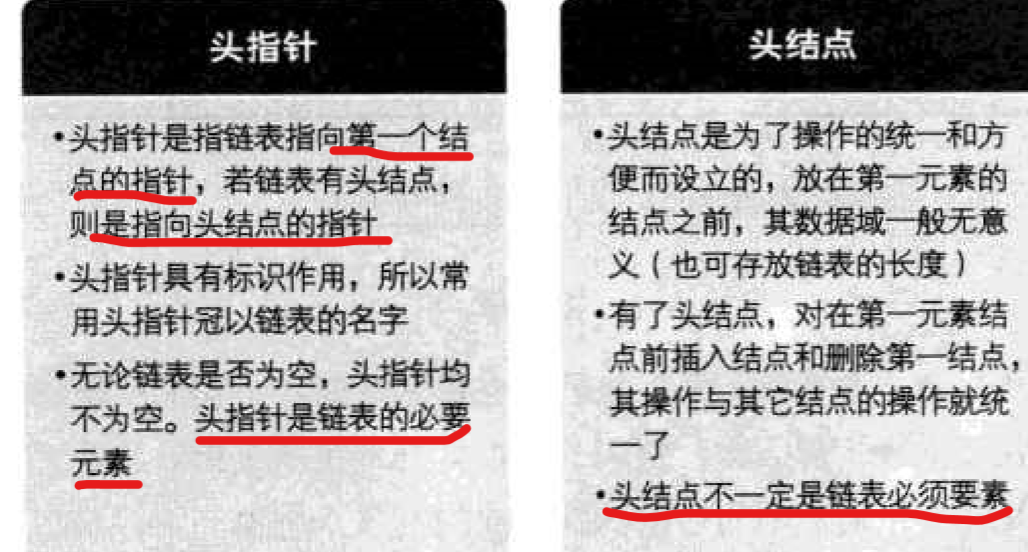 头指针
•头指针是指链表指向第一个结
点的指针，若链表有头结点，
则是指向头结点的指针
•头指针具有标识作用，所以常
用头指针冠以链表的名字
•无论链表是否为空，头指针均
不为空。头指针是链表的必要
元素
头结点
•头结点是为了操作的统一和方
便而设立的，放在第一元素的
结点之前，其数据域一般无意
义（也可存放链表的长度）
•有了头结点，对在第一元素结
点前插入结点和删除第一结点，
其操作与其它结点的操作就统
一了
•头结点不一定是链表必须要素